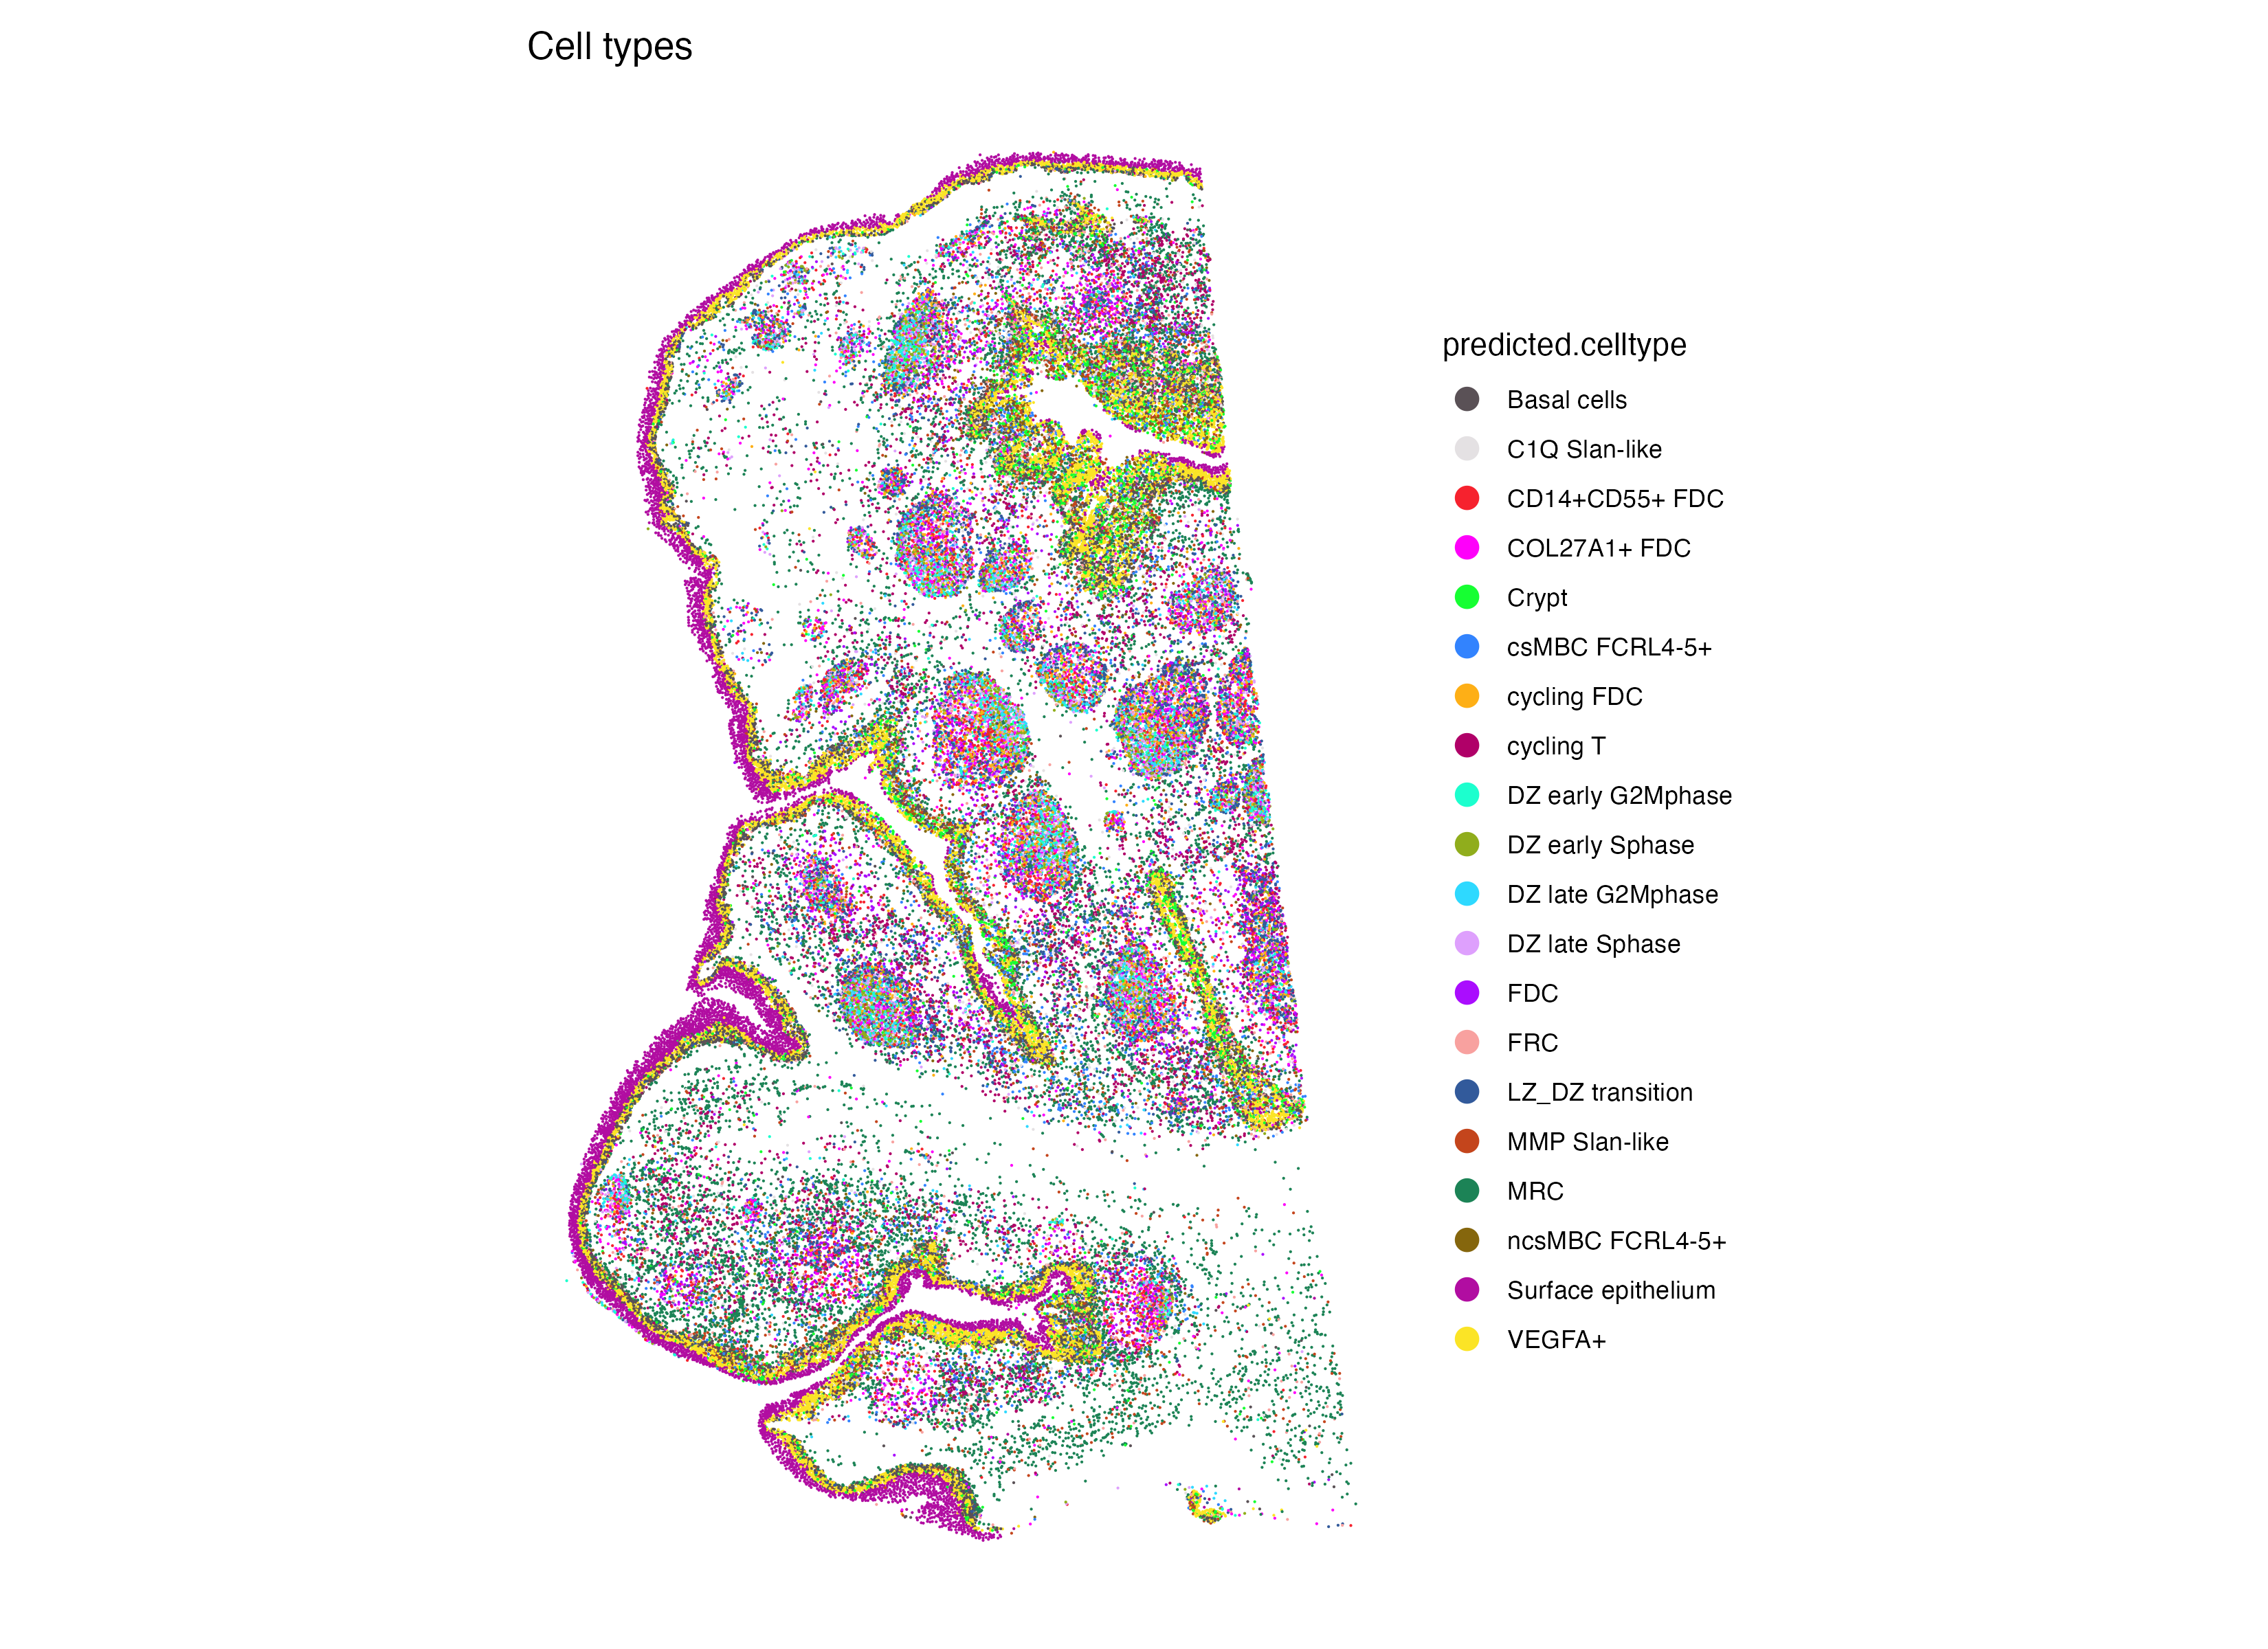 Cell types
predicted.celltype
Basal cells
C1Q Slan-like
CD14+CD55+ FDC
COL27A1+ FDC
Crypt
csMBC FCRL4-5+
cycling FDC
cycling T
DZ early G2Mphase
DZ early Sphase
DZ late G2Mphase
DZ late Sphase
FDC
FRC
LZ_DZ transition
MMP Slan-like
MRC
ncsMBC FCRL4-5+
Surface epithelium
VEGFA+